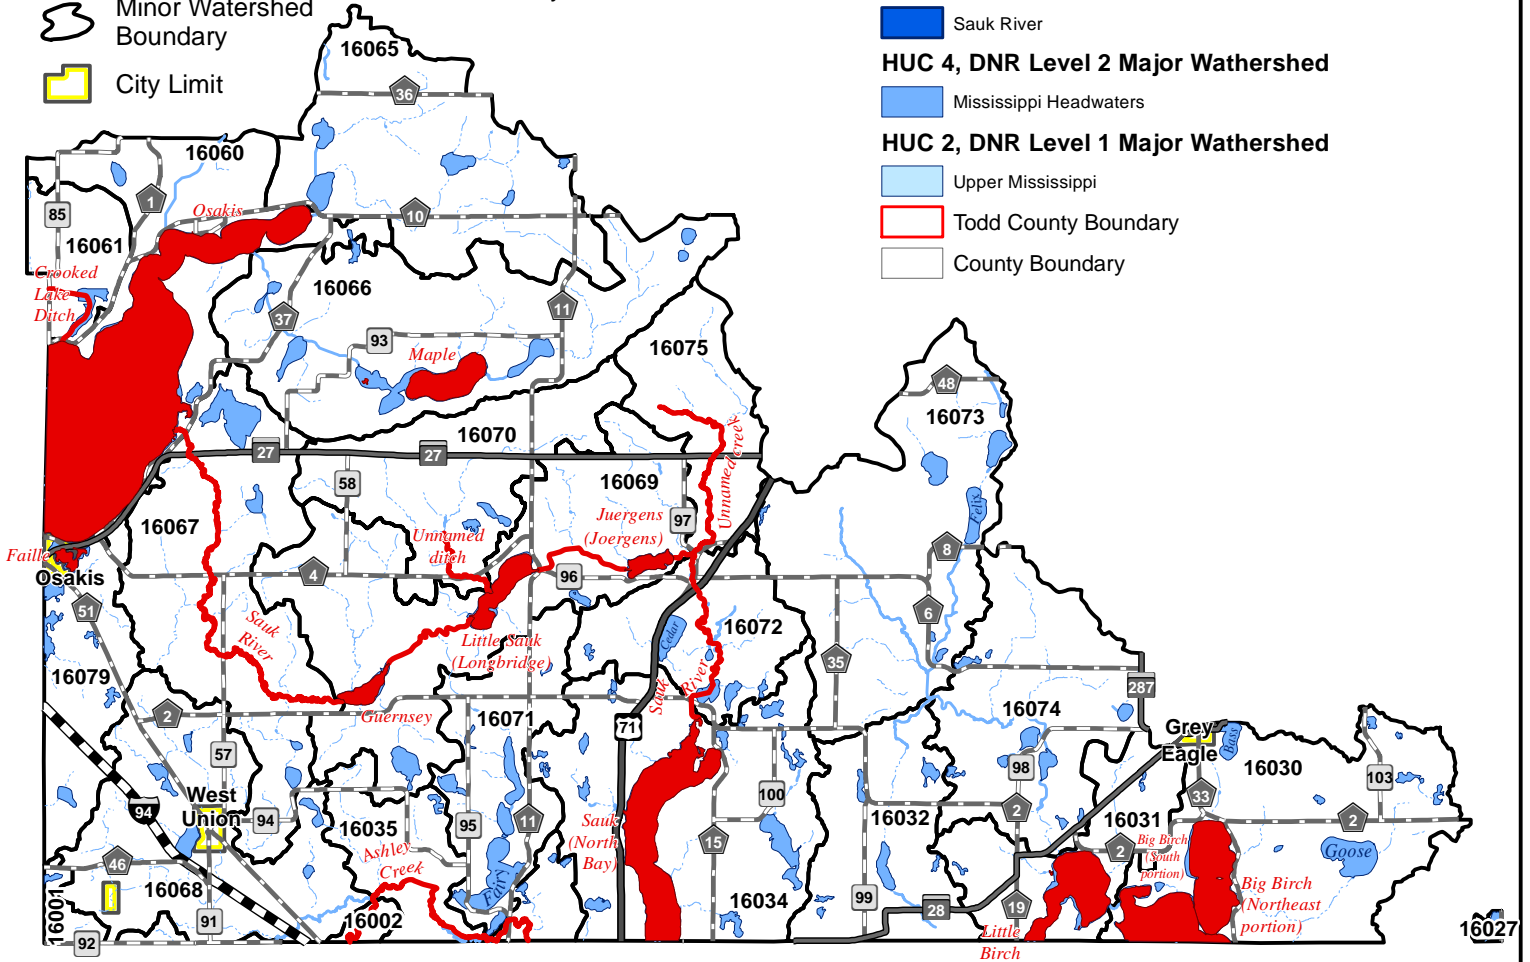 Minor Watershed
Boundary
City Limit
Sauk River
HUC 4, DNR Level 2 Major Wathershed
Mississippi Headwaters
HUC 2, DNR Level 1 Major Wathershed
Upper Mississippi
Todd County Boundary
County Boundary
16065
36
16060
85
1
Osakis
10
16061
Crooked
Lake
Ditch
16066
37
11
93
Maple
16075
48
16073
16070
27
27
58
16069
Unnamed creek
Felix
16067
Juergens
(Joergens)
97
Unnamed
ditch
Faille
Osakis
4
96
8
51
6
Sauk
River
Little Sauk
(Longbridge)
Cedar
16072
35
16079
Sauk
River
287
2
Guernsey
16071
71
16074
Grey
Eagle
Bass
57
98
16030
103
94
West
Union
94
95
11
100
33
2
16035
Ashley
Creek
Sauk
(North
Bay)
15
16032
2
16031
2
Big Birch
(South
portion)
Goose
46
16068
Fairy
16034
99
28
19
Big Birch
(Northeast
portion)
16001
91
16002
92
Little
Birch
16027